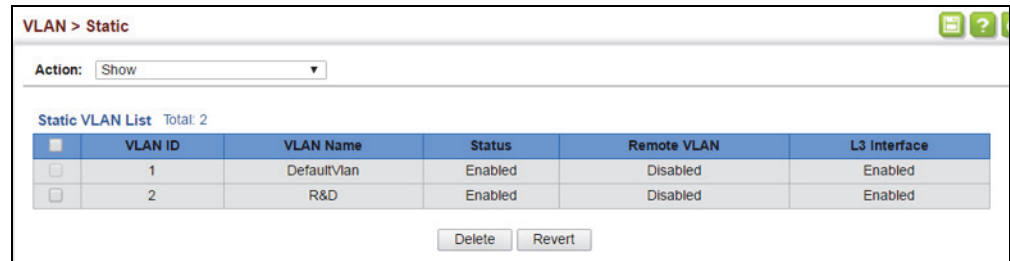 VLAN > Static
?
Action: Show
Static VLAN List Total: 2
VLAN ID VLAN Name Status Remote VLAN L3 Interface
1 DefaultVlan Enabled Disabled Enabled
2 R&D Enabled Disabled Enabled
Delete Revert